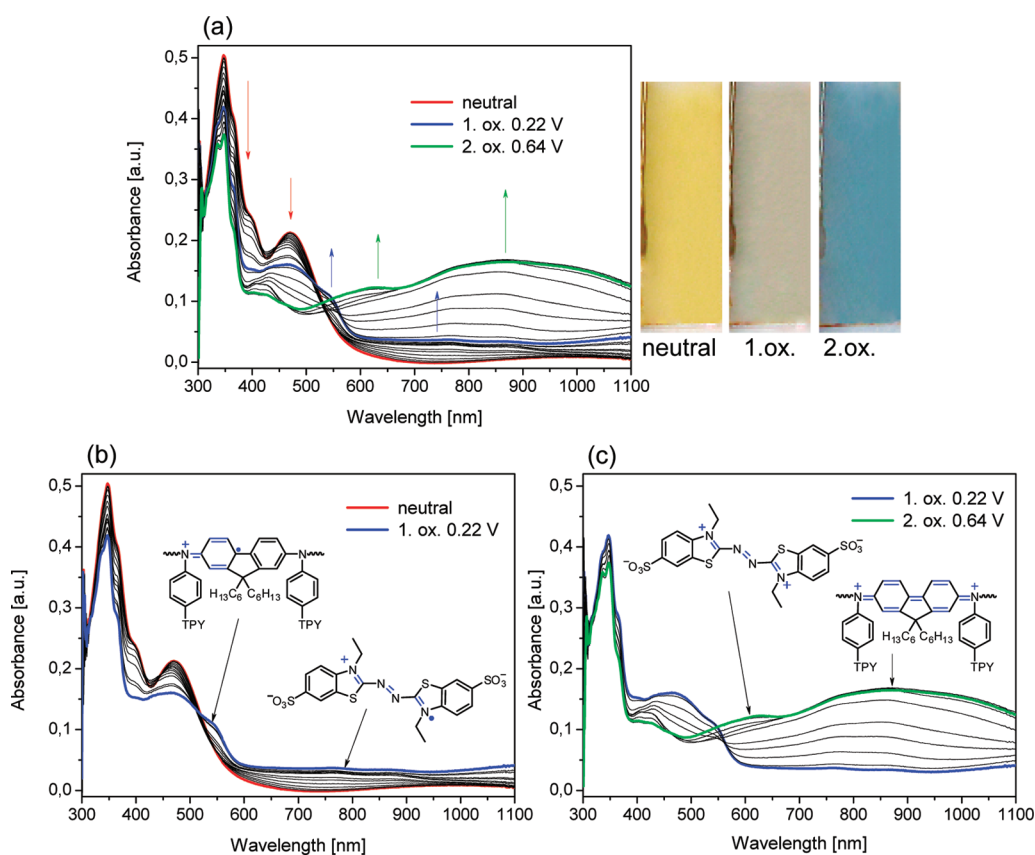 (a)
Absorbance [a.u.]
0,5
0,4
0,3
0,2
0,1
0,0
neutral
1. ox. 0.22 V
2. ox. 0.64 V
300 400 500 600 700 800 900 1000 1100
Wavelength [nm]
neutral 1.ox. 2.ox.
(b)
Absorbance [a.u.]
0,5
0,4
0,3
0,2
0,1
0,0
neutral
1. ox. 0.22 V
+
N
•
N
H13C6 C6H13
TPY TPY
-O3S
N
+
S
N
N
S
N
•
SO3-
300 400 500 600 700 800 900 1000 1100
Wavelength [nm]
(c)
Absorbance [a.u.]
0,5
0,4
0,3
0,2
0,1
0,0
1. ox. 0.22 V
2. ox. 0.64 V
-O3S
N
+
S
N
N
S
N
+
SO3-
+
N
+
N
H13C6 C6H13
TPY TPY
300 400 500 600 700 800 900 1000 1100
Wavelength [nm]